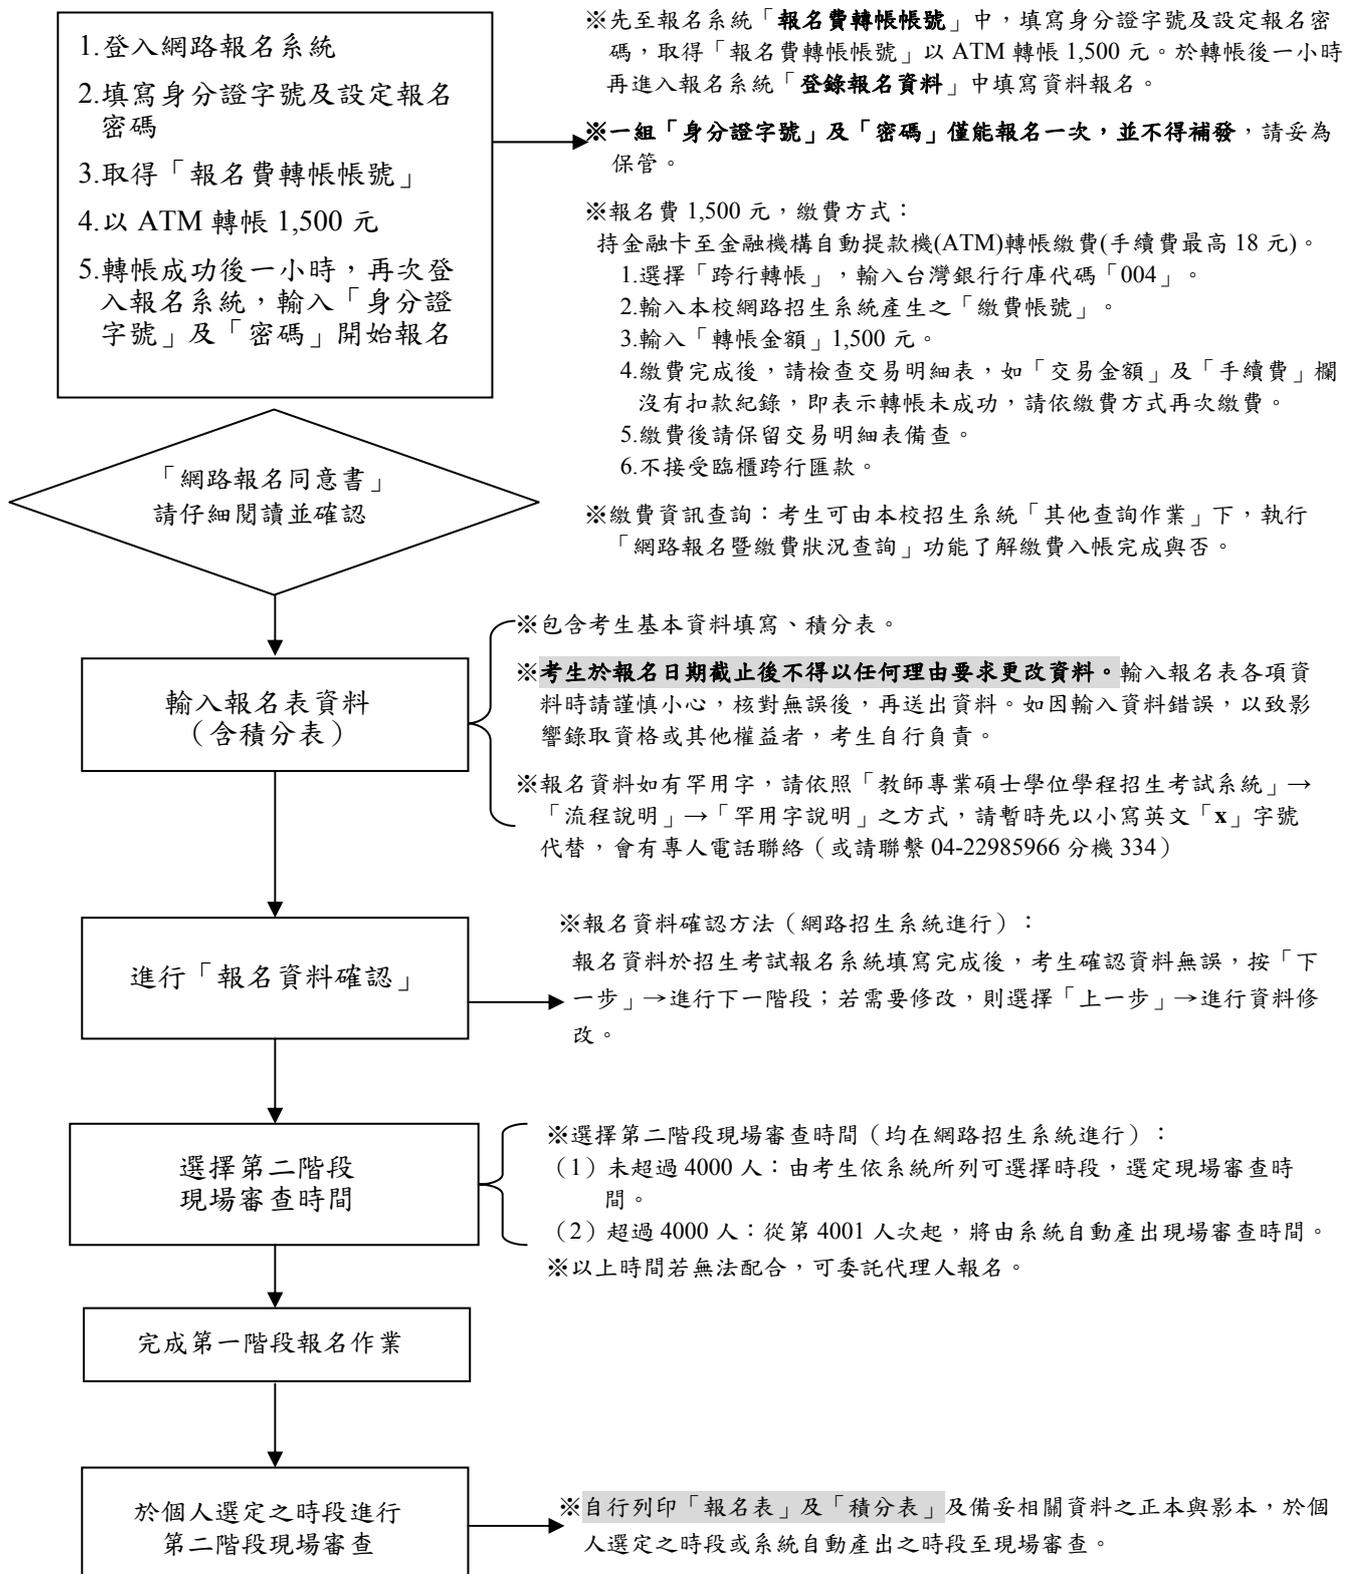 1.登入網路報名系統
2.填寫身分證字號及設定報名
密碼
3.取得「報名費轉帳帳號」
4.以 ATM 轉帳 1,500 元
5.轉帳成功後一小時，再次登
入報名系統，輸入「身分證
字號」及「密碼」開始報名
※先至報名系統「報名費轉帳帳號」中，填寫身分證字號及設定報名密
碼，取得「報名費轉帳帳號」以 ATM 轉帳 1,500 元。於轉帳後一小時
再進入報名系統「登錄報名資料」中填寫資料報名。
※一組「身分證字號」及「密碼」僅能報名一次，並不得補發，請妥為
保管。
※報名費 1,500 元，繳費方式：
持金融卡至金融機構自動提款機(ATM)轉帳繳費(手續費最高 18 元)。
1.選擇「跨行轉帳」，輸入台灣銀行行庫代碼「004」。
2.輸入本校網路招生系統產生之「繳費帳號」。
3.輸入「轉帳金額」1,500 元。
4.繳費完成後，請檢查交易明細表，如「交易金額」及「手續費」欄
沒有扣款紀錄，即表示轉帳未成功，請依繳費方式再次繳費。
5.繳費後請保留交易明細表備查。
6.不接受臨櫃跨行匯款。
※繳費資訊查詢：考生可由本校招生系統「其他查詢作業」下，執行
「網路報名暨繳費狀況查詢」功能了解繳費入帳完成與否。
「網路報名同意書」
請仔細閱讀並確認
輸入報名表資料
（含積分表）
※包含考生基本資料填寫、積分表。
※考生於報名日期截止後不得以任何理由要求更改資料。輸入報名表各項資
料時請謹慎小心，核對無誤後，再送出資料。如因輸入資料錯誤，以致影
響錄取資格或其他權益者，考生自行負責。
※報名資料如有罕用字，請依照「教師專業碩士學位學程招生考試系統」→
「流程說明」→「罕用字說明」之方式，請暫時先以小寫英文「x」字號
代替，會有專人電話聯絡（或請聯繫 04-22985966 分機 334）
進行「報名資料確認」
※報名資料確認方法（網路招生系統進行）：
報名資料於招生考試報名系統填寫完成後，考生確認資料無誤，按「下
一步」→進行下一階段；若需要修改，則選擇「上一步」→進行資料修
改。
選擇第二階段
現場審查時間
※選擇第二階段現場審查時間（均在網路招生系統進行）：
（1）未超過 4000 人：由考生依系統所列可選擇時段，選定現場審查時
間。
（2）超過 4000 人：從第 4001 人次起，將由系統自動產出現場審查時間。
※以上時間若無法配合，可委託代理人報名。
完成第一階段報名作業
於個人選定之時段進行
第二階段現場審查
※自行列印「報名表」及「積分表」及備妥相關資料之正本與影本，於個
人選定之時段或系統自動產出之時段至現場審查。